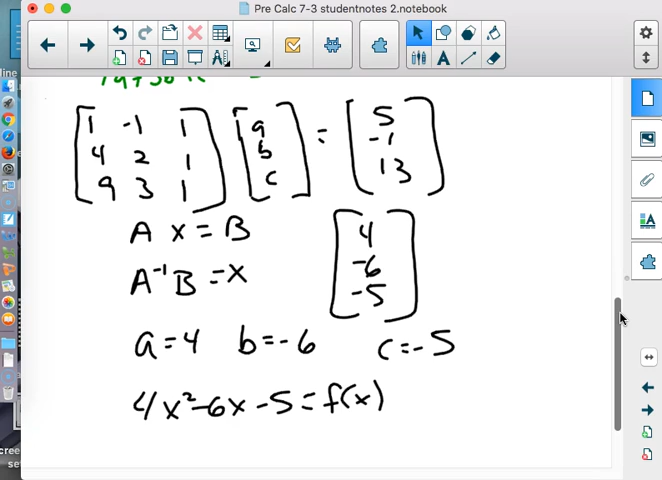 Pre Calc 7-3 studentnotes 2.notebook
1 -1 1 a = 5
4 2 1 b -1
9 3 1 c 13
A x = B 4
A⁻¹B = x -6
-5
a = 4 b = -6 c = -5
4x² -6x -5 = f(x)